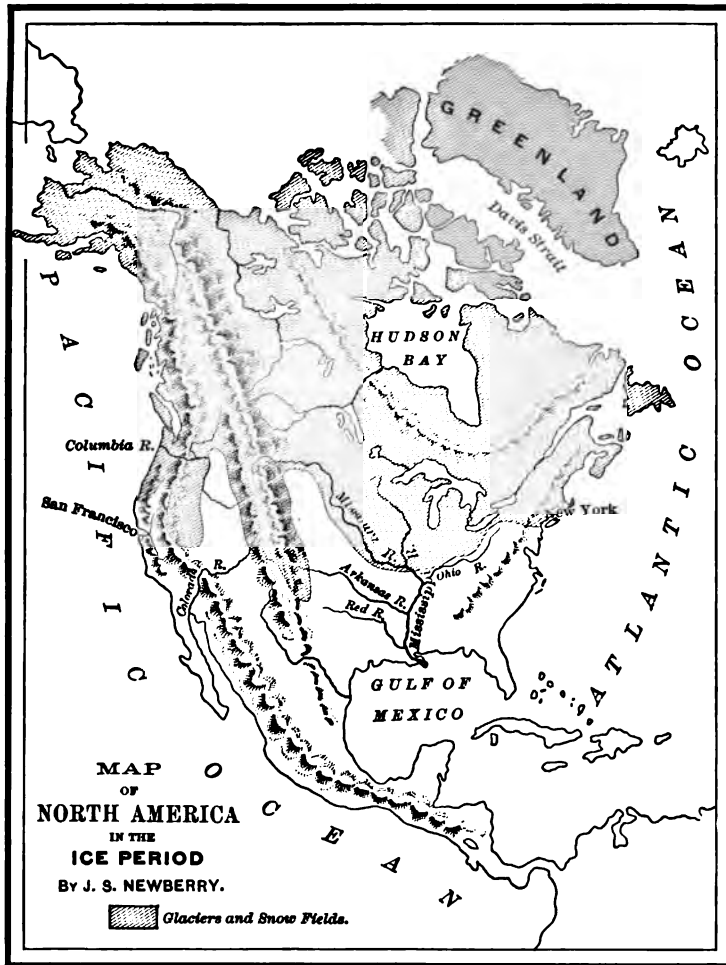 GREENLAND
Davis Strait
HUDSON
BAY
PACIFIC OCEAN
ATLANTIC OCEAN
Columbia R.
San Francisco
Missouri R.
New York
Ohio R.
Arkansas R.
Red R.
Mississippi
R.
Colorado
R.
GULF OF
MEXICO
MAP
OF
NORTH AMERICA
IN THE
ICE PERIOD
BY J. S. NEWBERRY.
Glaciers and Snow Fields.